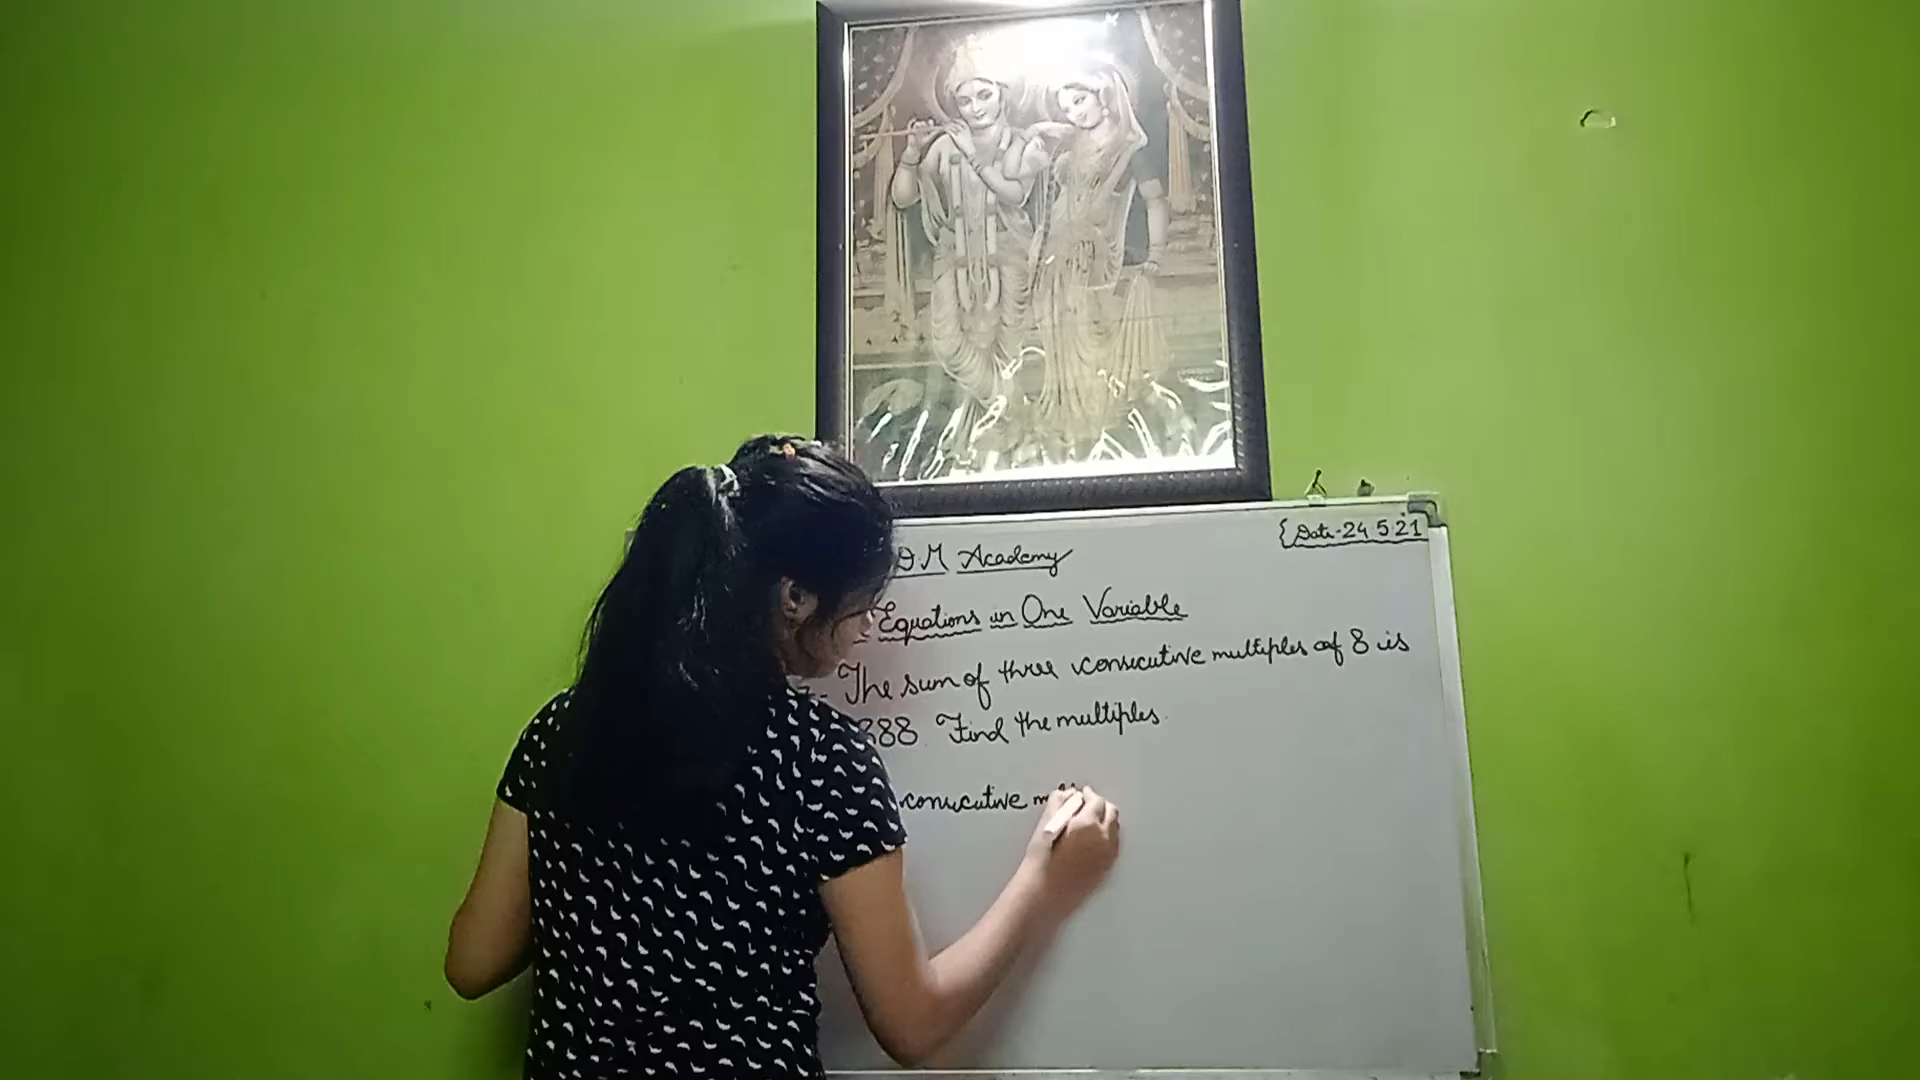 {Date-24 5.21
D.M Academy
Equations in One Variable
The sum of three consecutive multiples of 8 is
888. Find the multiples.
consecutive